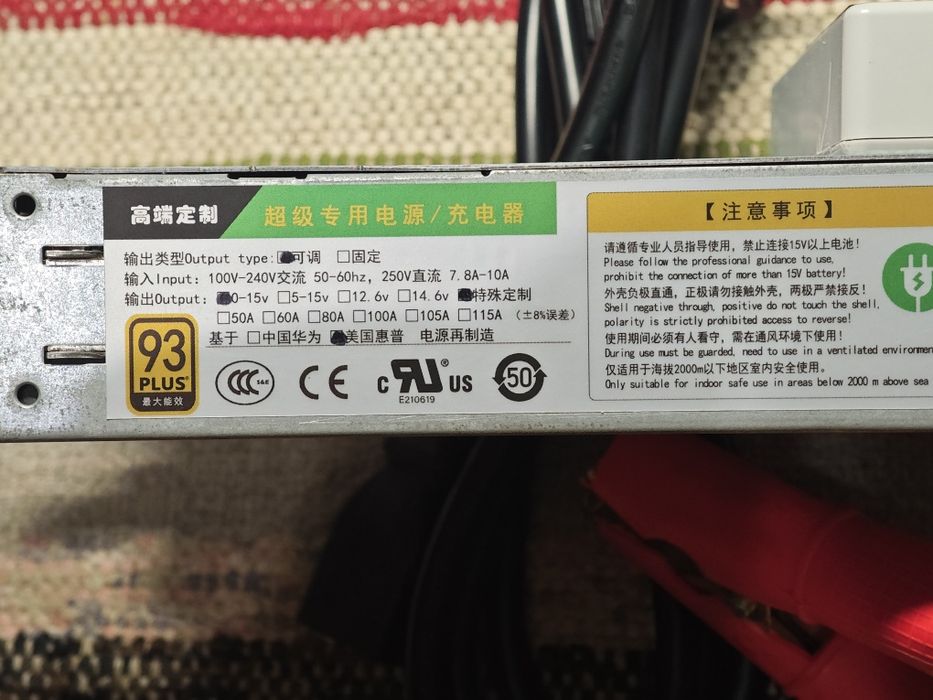 高端定制
超级专用电源/充电器
输出类型Output type: 可调 □固定
输入Input: 100V-240V交流 50-60hz, 250V直流 7.8A-10A
输出Output: 0-15v □5-15v □12.6v □14.6v 特殊定制
□50A □60A □80A □100A □105A □115A (±8%误差)
基于 □中国华为 美国惠普 电源再制造
93
PLUS
最大能效
CCC S&E
CE
c RU ® US
E210619
50
【注意事项】
请遵循专业人员指导使用, 禁止连接15V以上电池!
Please follow the professional guidance to use,
prohibit the connection of more than 15V battery!
外壳负极直通, 正极请勿接触外壳, 两极严禁接反!
Shell negative through, positive do not touch the shell,
polarity is strictly prohibited access to reverse!
使用期间必须有人看守, 需在通风环境下使用!
During use must be guarded, need to use in a ventilated environmen
仅适用于海拔2000m以下地区室内安全使用。
Only suitable for indoor safe use in areas below 2000 m above sea